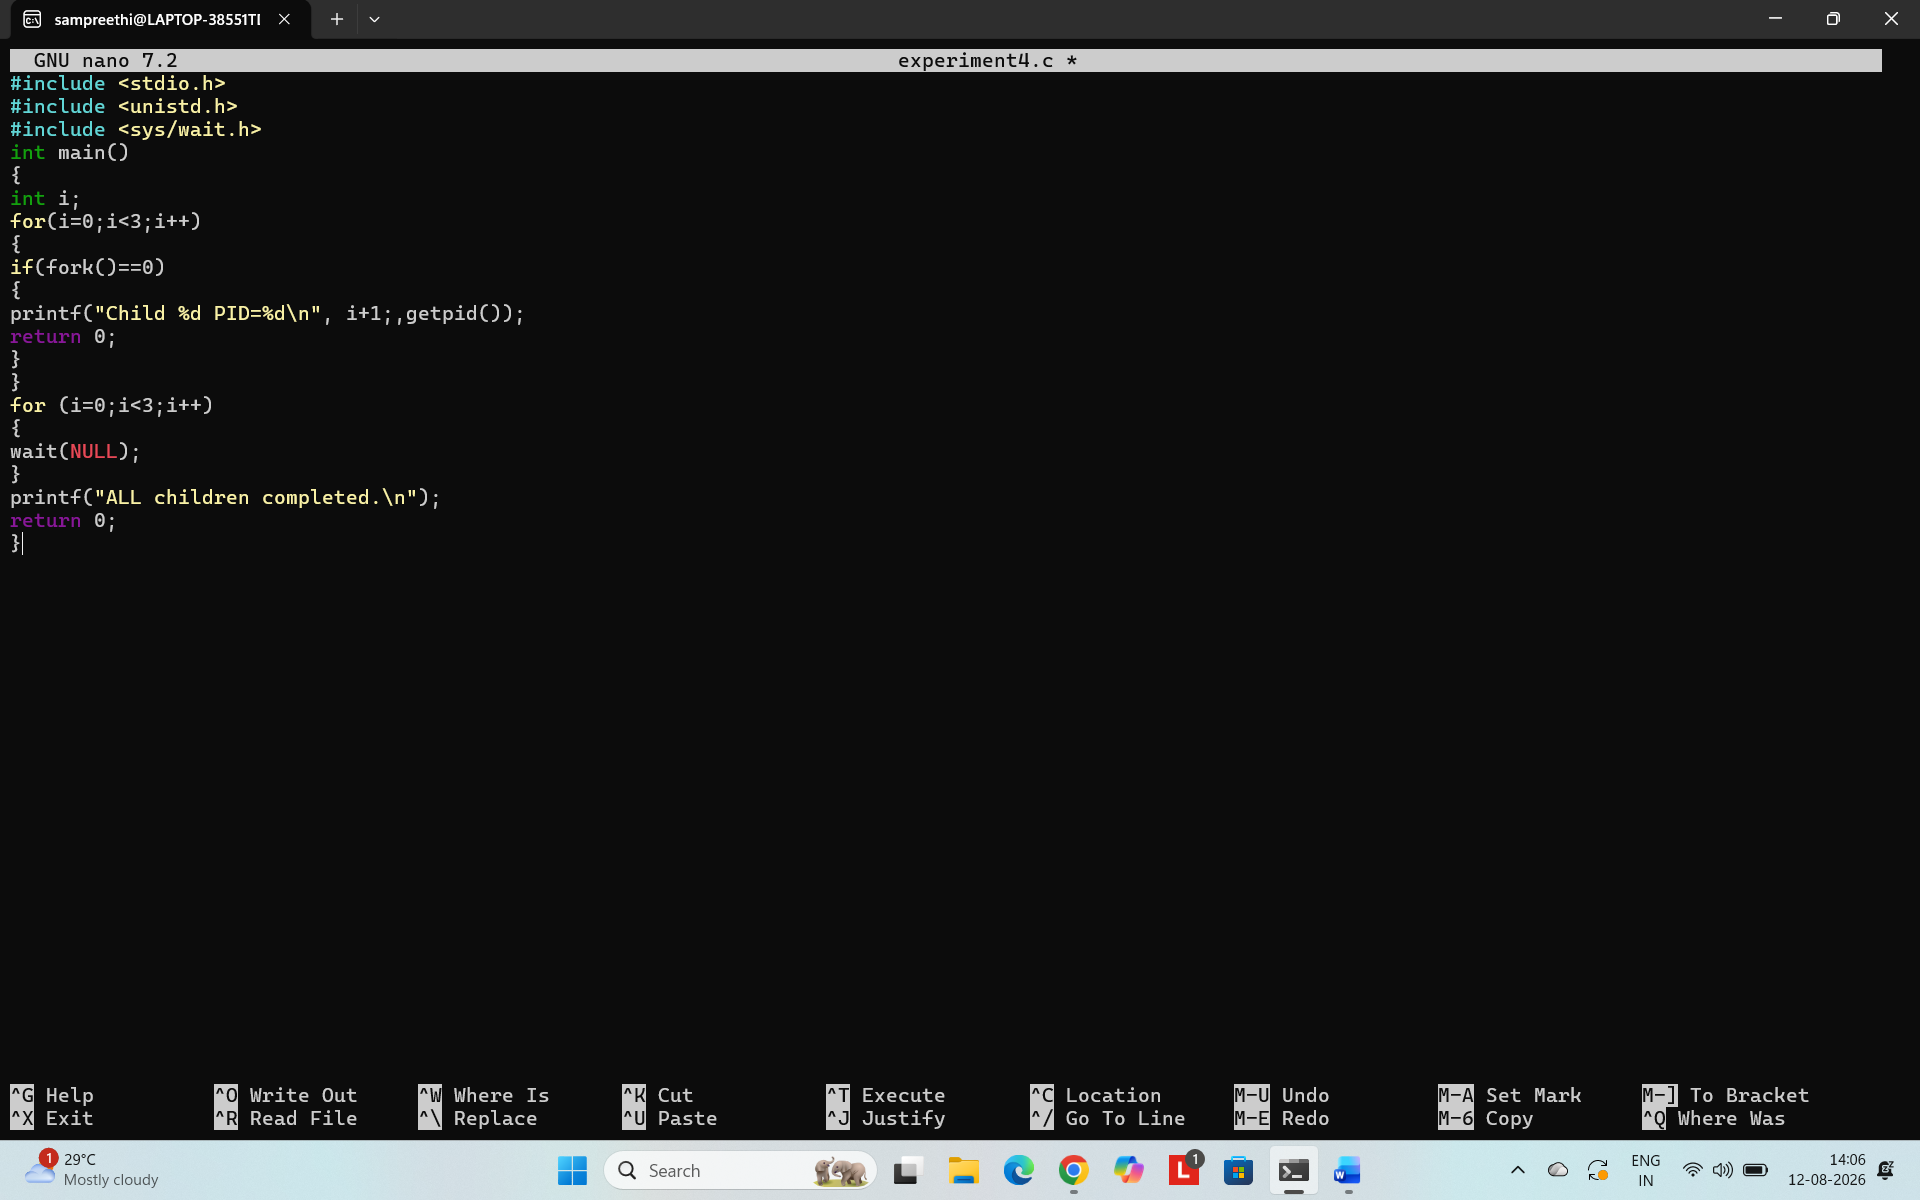 sampreethi@LAPTOP-38551TI
GNU nano 7.2 experiment4.c *
#include <stdio.h>
#include <unistd.h>
#include <sys/wait.h>
int main()
{
int i;
for(i=0;i<3;i++)
{
if(fork()==0)
{
printf("Child %d PID=%d\n", i+1;,getpid());
return 0;
}
}
for (i=0;i<3;i++)
{
wait(NULL);
}
printf("ALL children completed.\n");
return 0;
}
^G Help ^O Write Out ^W Where Is ^K Cut ^T Execute ^C Location M-U Undo M-A Set Mark M-] To Bracket
^X Exit ^R Read File ^\ Replace ^U Paste ^J Justify ^/ Go To Line M-E Redo M-6 Copy ^Q Where Was
1 29°C
Mostly cloudy
Search
L 1
W
ENG
IN
14:06
12-08-2026